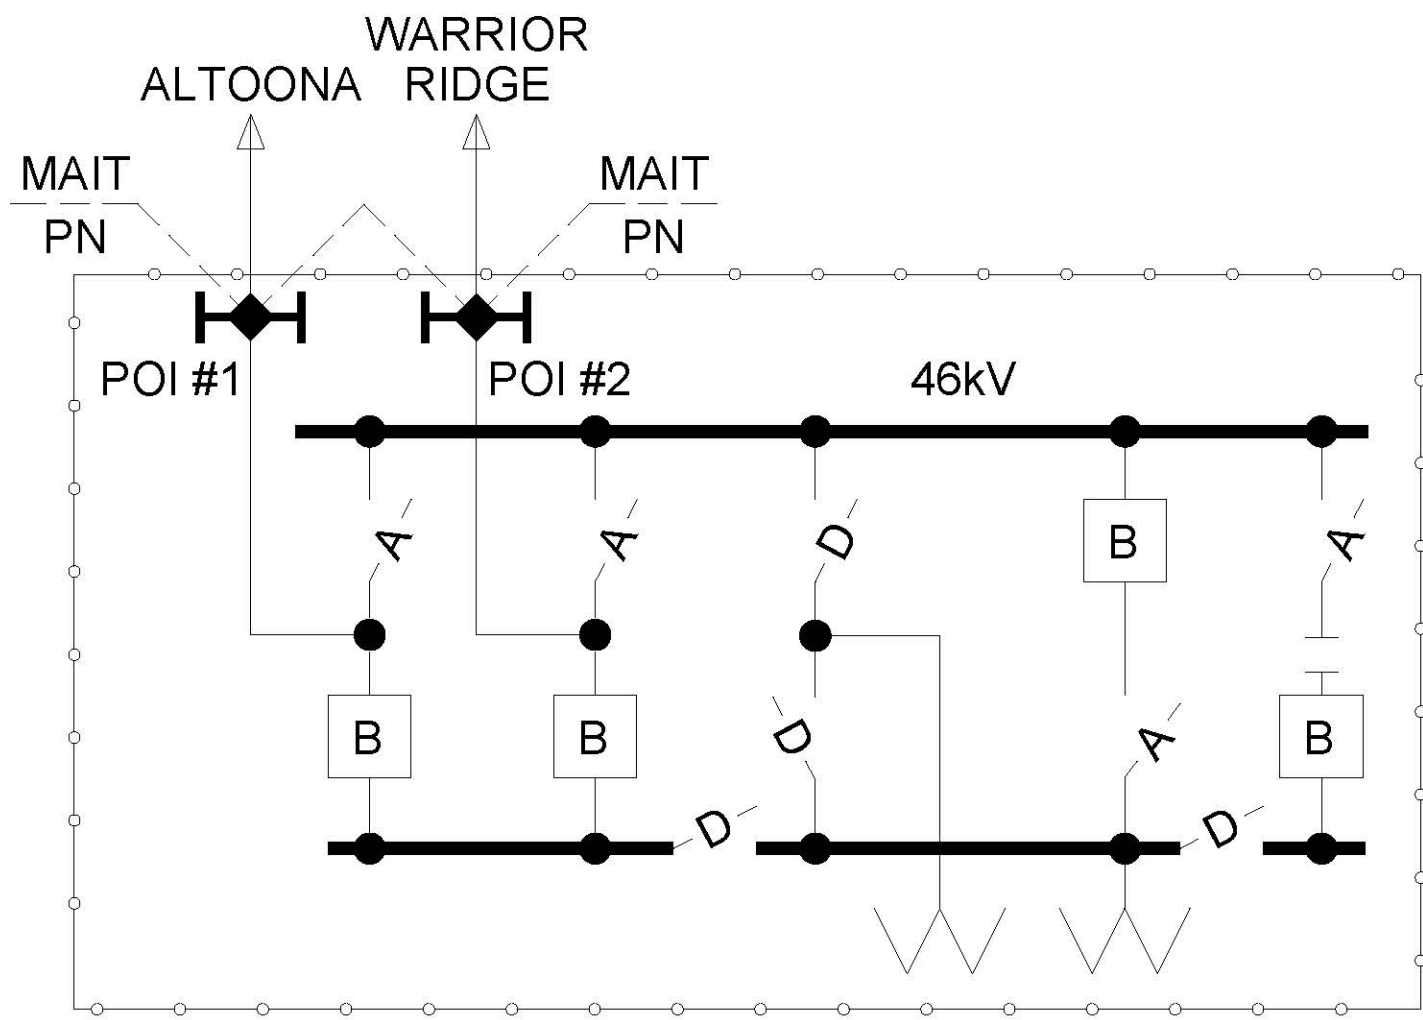 WARRIOR
ALTOONA RIDGE
MAIT MAIT
PN PN
POI #1 POI #2 46kV
A A D B A
B B D A B
D D